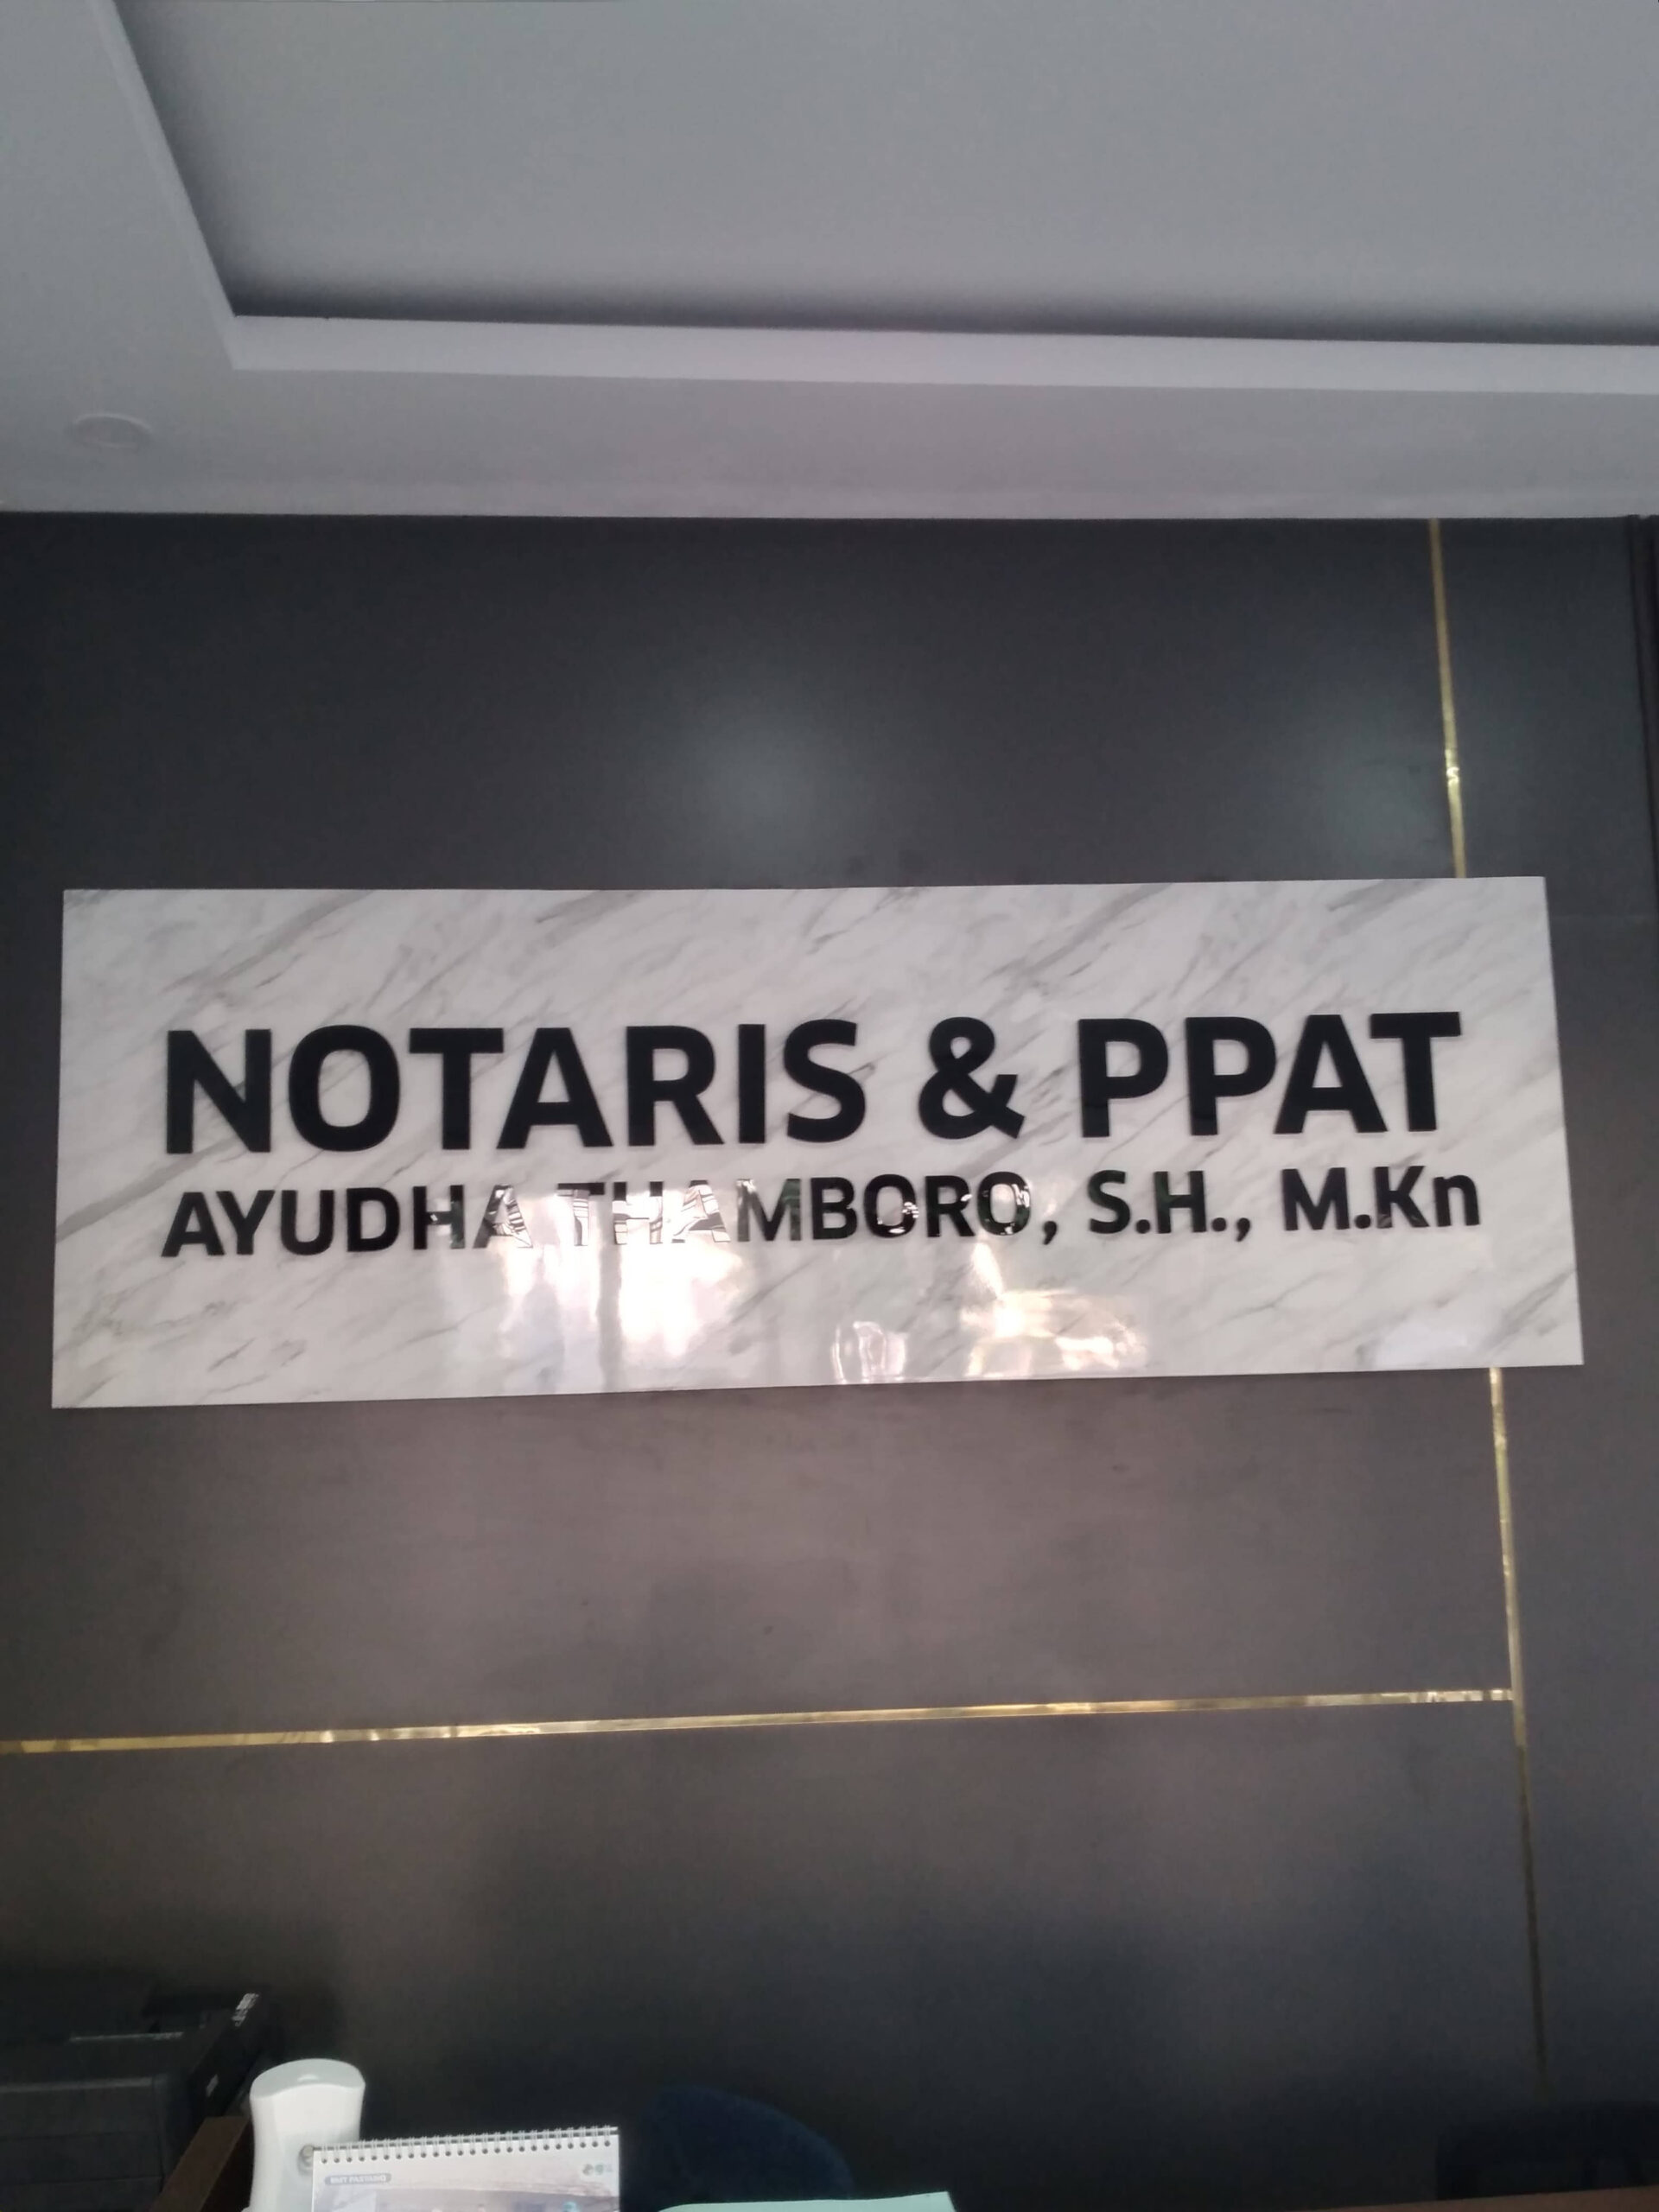 NOTARIS & PPAT
AYUDHA THAMBORO, S.H., M.Kn